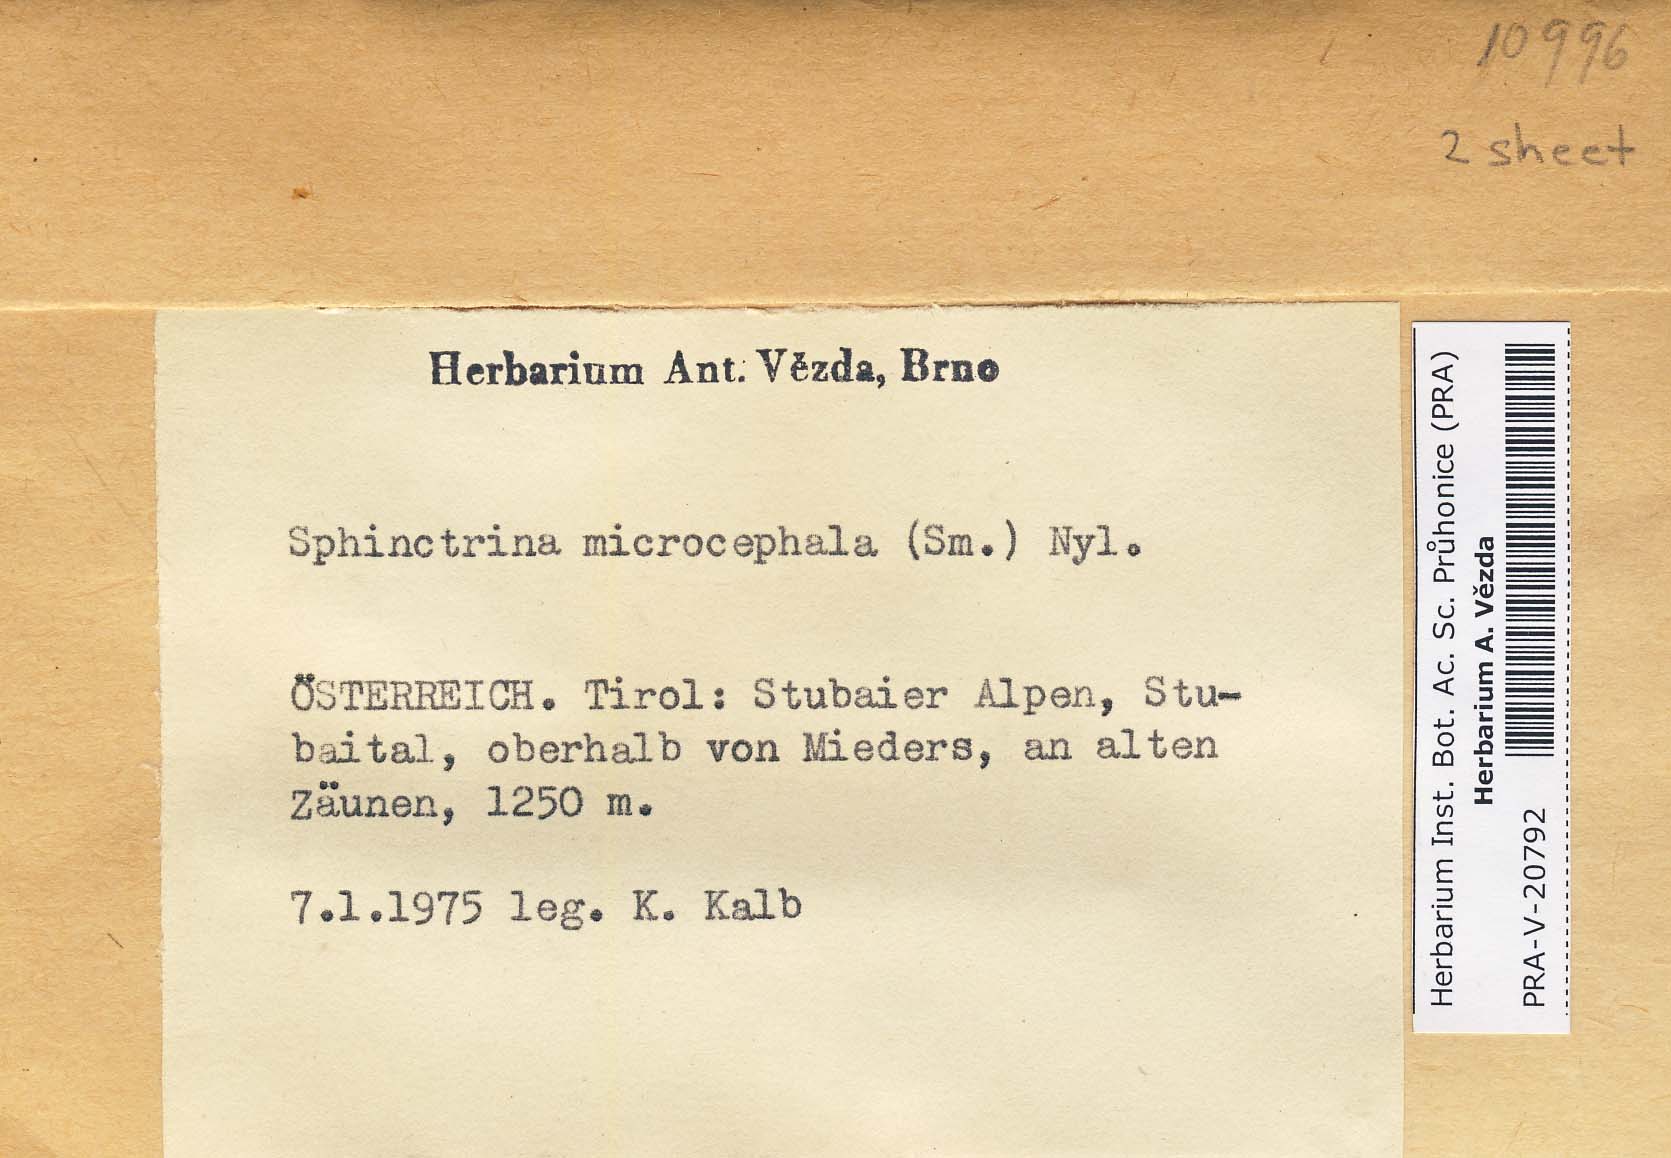 10996
2 sheet
Herbarium Ant. Vězda, Brno
Sphinctrina microcephala (Sm.) Nyl.
ÖSTERREICH. Tirol: Stubaier Alpen, Stu-
baital, oberhalb von Mieders, an alten
Zäunen, 1250 m.
7.1.1975 leg. K. Kalb
Herbarium Inst. Bot. Ac. Sc. Průhonice (PRA)
Herbarium A. Vězda
PRA-V-20792